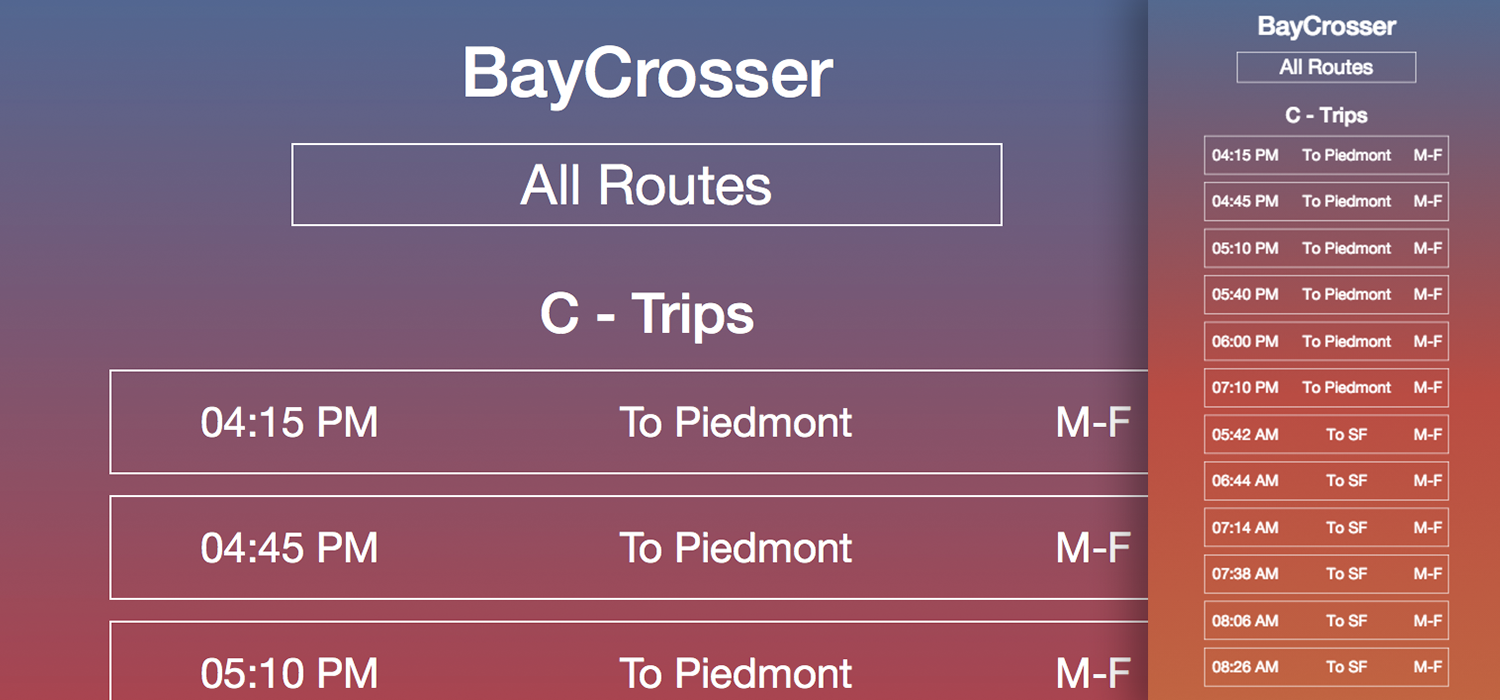 BayCrosser
All Routes
C - Trips
04:15 PM To Piedmont M-F
04:45 PM To Piedmont M-F
05:10 PM To Piedmont M-F
BayCrosser
All Routes
C - Trips
04:15 PM To Piedmont M-F
04:45 PM To Piedmont M-F
05:10 PM To Piedmont M-F
05:40 PM To Piedmont M-F
06:00 PM To Piedmont M-F
07:10 PM To Piedmont M-F
05:42 AM To SF M-F
06:44 AM To SF M-F
07:14 AM To SF M-F
07:38 AM To SF M-F
08:06 AM To SF M-F
08:26 AM To SF M-F